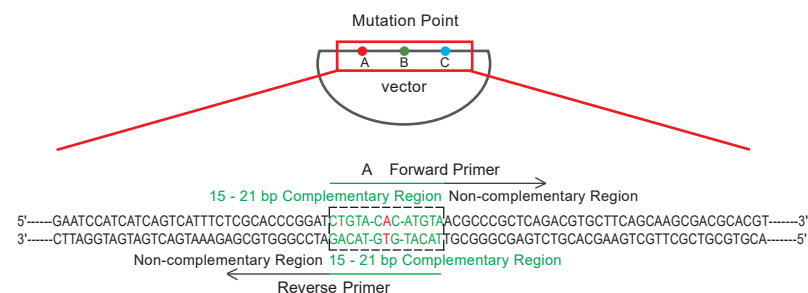 Mutation Point
A B C
vector
A Forward Primer
15 - 21 bp Complementary Region Non-complementary Region
5'------GAATCCATCATCAGTCATTTCTCGCACCCGGATCTGTA-CAC-ATGTAACGCCCGCTCAGACGTGCTTCAGCAAGCGACGCACGT-------3'
3'------CTTAGGTAGTAGTCAGTAAAGAGCGTGGGCCTAGACAT-GTG-TACATTGCGGGCGAGTCTGCACGAAGTCGTTCGCTGCGTGCA-------5'
Non-complementary Region 15 - 21 bp Complementary Region
Reverse Primer